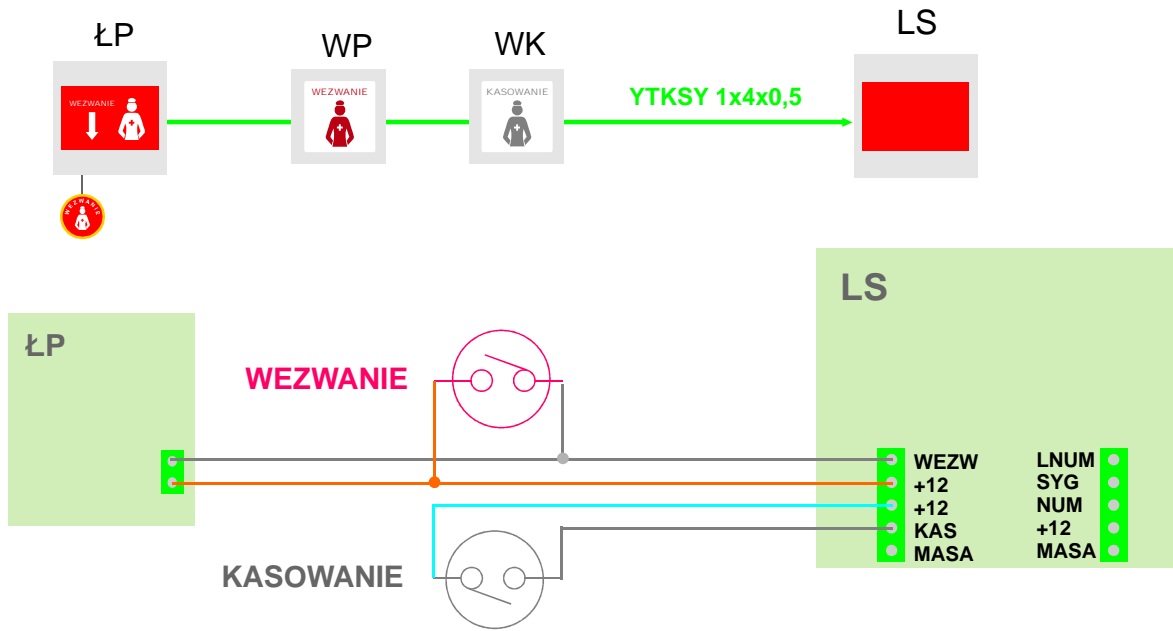 ŁP
WP
WK
LS
WEZWANIE
WEZWANIE
KASOWANIE
YTKSY 1x4x0,5
WEZWANIE
LS
ŁP
WEZWANIE
WEZW
+12
+12
KAS
MASA
LNUM
SYG
NUM
+12
MASA
KASOWANIE